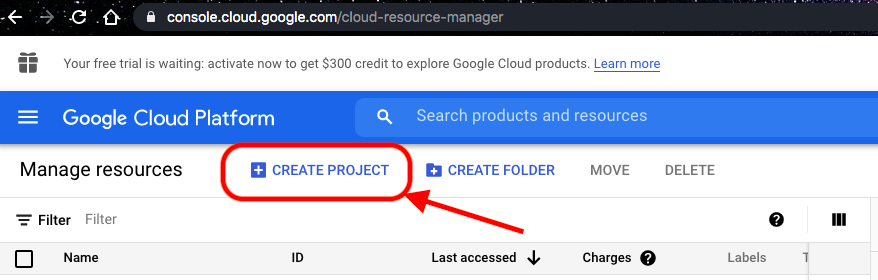 console.cloud.google.com/cloud-resource-manager
Your free trial is waiting: activate now to get $300 credit to explore Google Cloud products. Learn more
Google Cloud Platform Search products and resources
Manage resources CREATE PROJECT CREATE FOLDER MOVE DELETE
Filter Filter
Name ID Last accessed Charges Labels